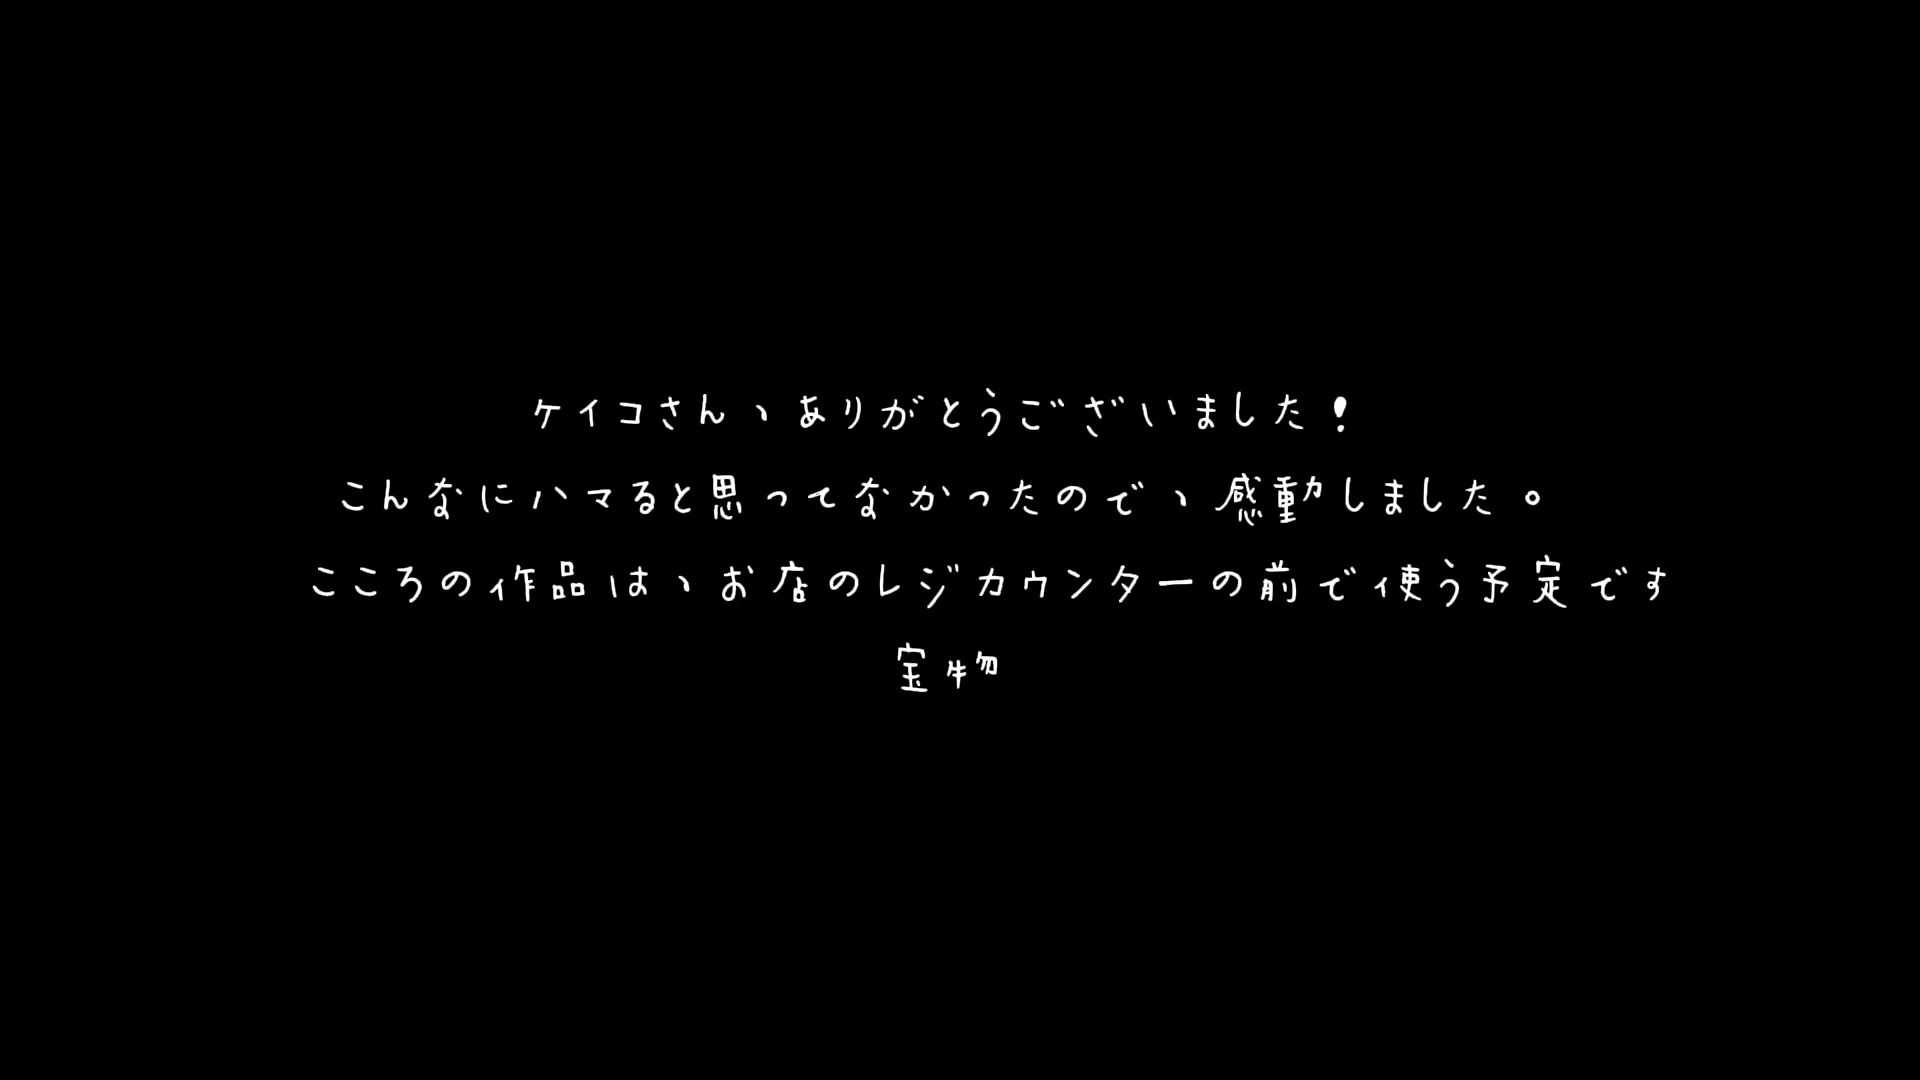 ケイコさん、ありがとうございました！
こんなにハマると思ってなかったので、感動しました。
こころの作品は、お店のレジカウンターの前で使う予定です
宝物